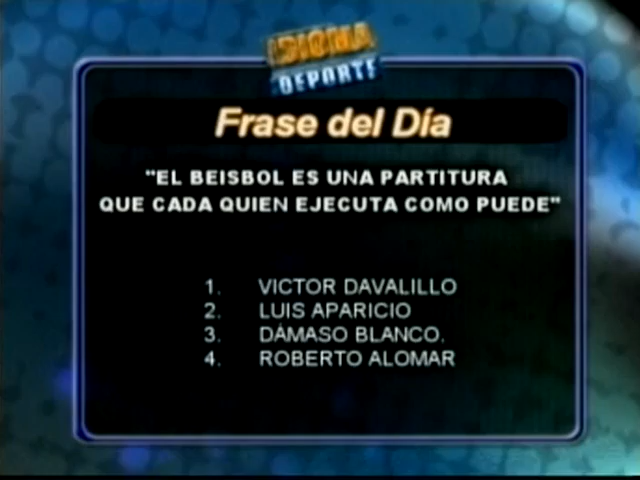 IDIOMA
DEPORTE
Frase del Día
"EL BEISBOL ES UNA PARTITURA
QUE CADA QUIEN EJECUTA COMO PUEDE"
1. VICTOR DAVALILLO
2. LUIS APARICIO
3. DÁMASO BLANCO.
4. ROBERTO ALOMAR